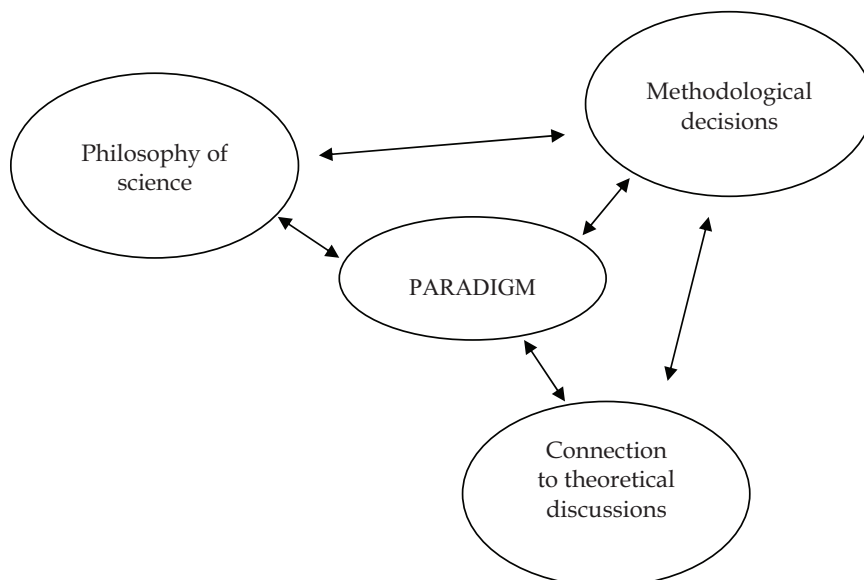 Methodological
decisions
Philosophy of
science
PARADIGM
Connection
to theoretical
discussions